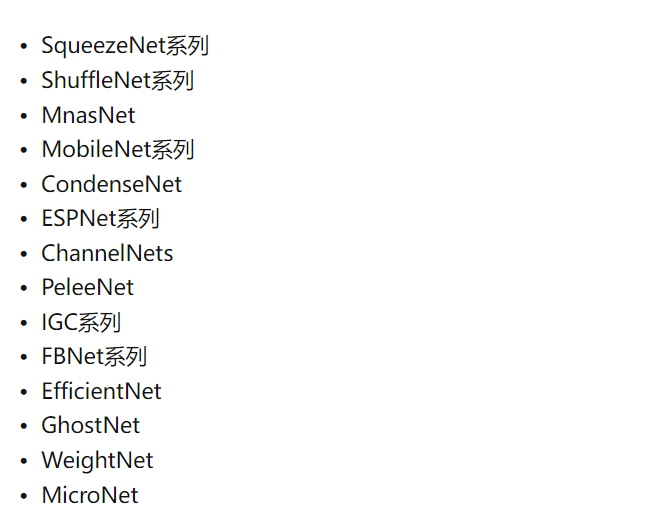 • SqueezeNet系列
• ShuffleNet系列
• MnasNet
• MobileNet系列
• CondenseNet
• ESPNet系列
• ChannelNets
• PeleeNet
• IGC系列
• FBNet系列
• EfficientNet
• GhostNet
• WeightNet
• MicroNet